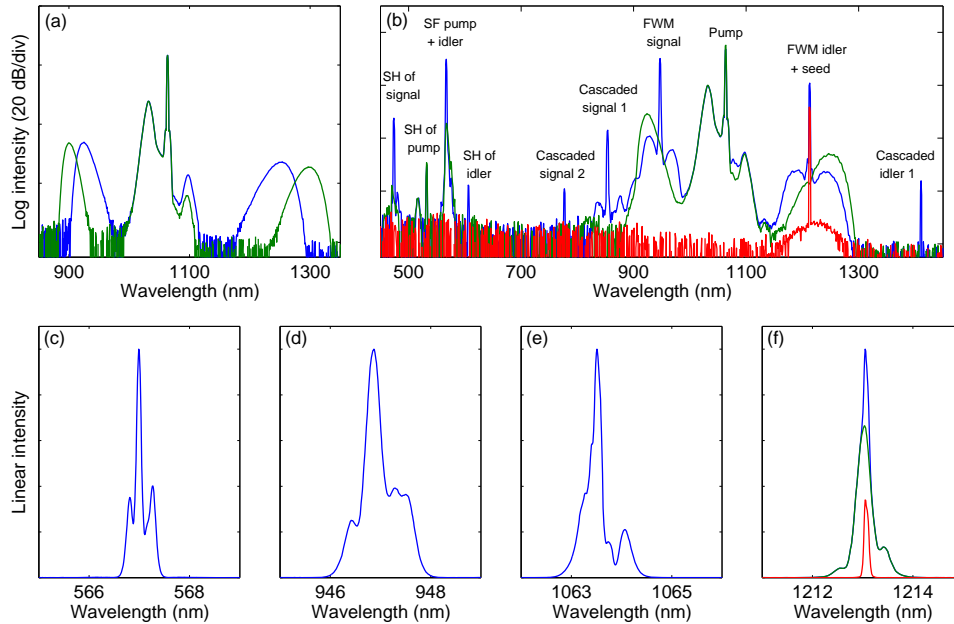 (a)
Log intensity (20 dB/div)
900
1100
1300
Wavelength (nm)
(b)
SF pump
+ idler
FWM
signal
Pump
FWM idler
+ seed
SH of
signal
Cascaded
signal 1
SH of
pump
SH of
idler
Cascaded
signal 2
Cascaded
idler 1
450
500
700
900
1100
1300
Wavelength (nm)
(c)
Linear intensity
566
568
Wavelength (nm)
(d)
946
948
Wavelength (nm)
(e)
1063
1065
Wavelength (nm)
(f)
1212
1214
Wavelength (nm)